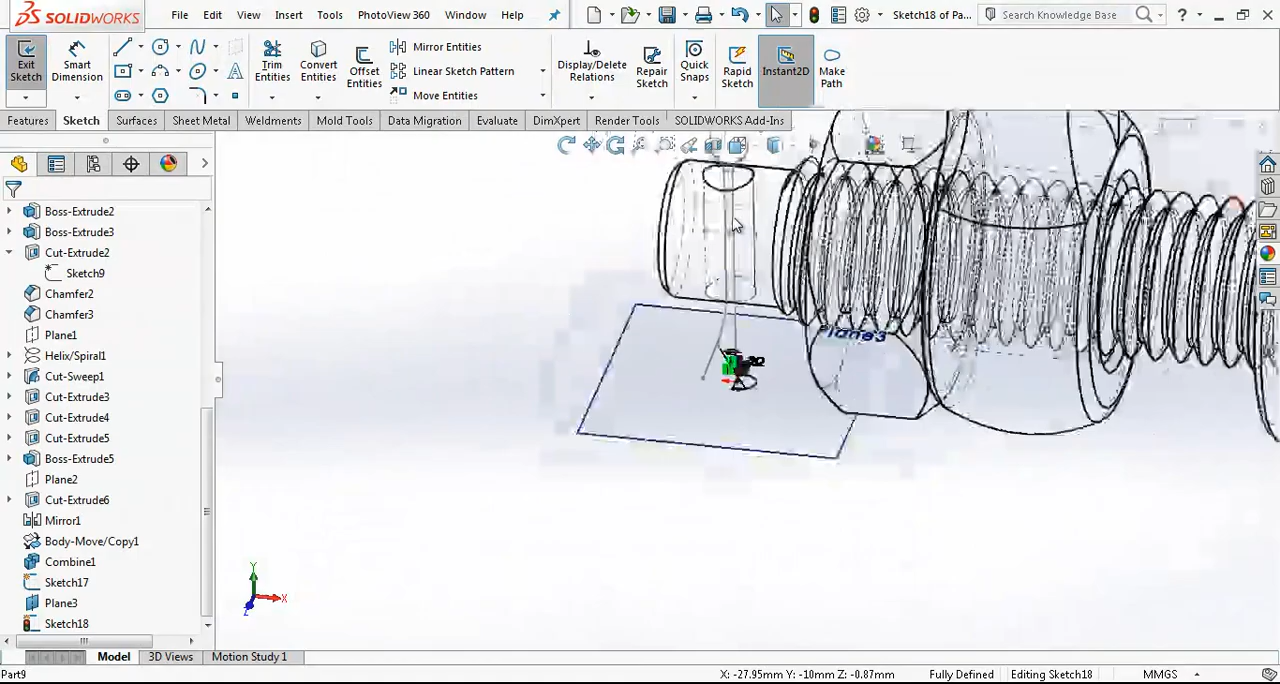 SOLIDWORKS File Edit View Insert Tools PhotoView 360 Window Help Sketch18 of Pa... Search Knowledge Base ?
Exit Sketch Smart Dimension Trim Entities Convert Entities Offset Entities Mirror Entities Linear Sketch Pattern Move Entities Display/Delete Relations Repair Sketch Quick Snaps Rapid Sketch Instant2D Make Path
Features Sketch Surfaces Sheet Metal Weldments Mold Tools Data Migration Evaluate DimXpert Render Tools SOLIDWORKS Add-Ins
Boss-Extrude2
Boss-Extrude3
Cut-Extrude2
Sketch9
Chamfer2
Chamfer3
Plane1
Helix/Spiral1
Cut-Sweep1
Cut-Extrude3
Cut-Extrude4
Cut-Extrude5
Boss-Extrude5
Plane2
Cut-Extrude6
Mirror1
Body-Move/Copy1
Combine1
Sketch17
Plane3
Sketch18
Plane3
Y
X
Z
Model 3D Views Motion Study 1
Part9 X: -27.95mm Y: -10mm Z: -0.87mm Fully Defined Editing Sketch18 MMGS